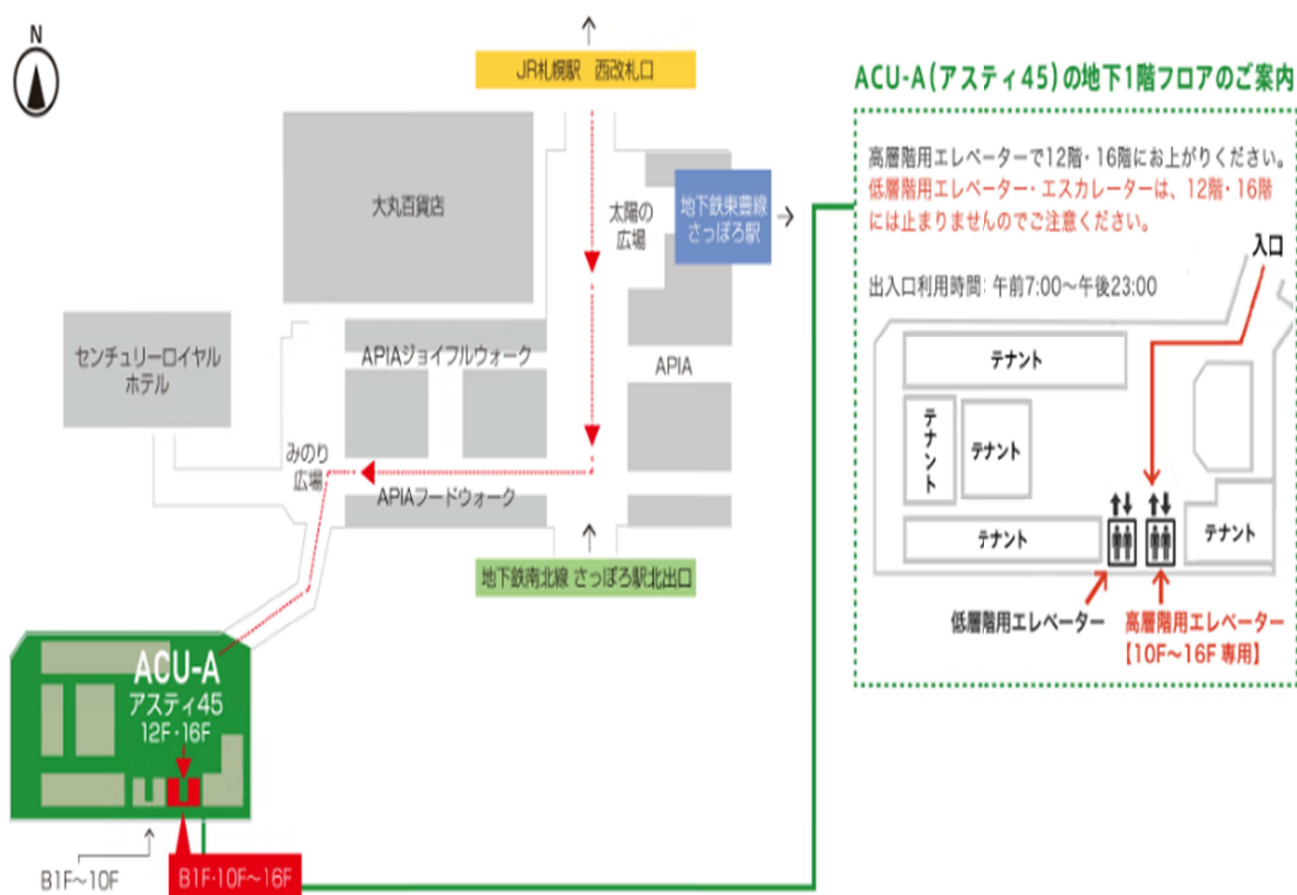 N
JR札幌駅 西改札口
大丸百貨店
太陽の
広場
地下鉄東豊線
さっぽろ駅
センチュリーロイヤル
ホテル
APIAジョイフルウォーク
APIA
みのり
広場
APIAフードウォーク
地下鉄南北線 さっぽろ駅北出口
ACU-A
アスティ45
12F・16F
B1F〜10F
B1F・10F〜16F
ACU-A(アスティ45)の地下1階フロアのご案内
高層階用エレベーターで12階・16階にお上がりください。
低層階用エレベーター・エスカレーターは、12階・16階
には止まりませんのでご注意ください。
入口
出入口利用時間: 午前7:00〜午後23:00
テナント
テナント
テナント
テナント
テナント
低層階用エレベーター
高層階用エレベーター
【10F〜16F 専用】